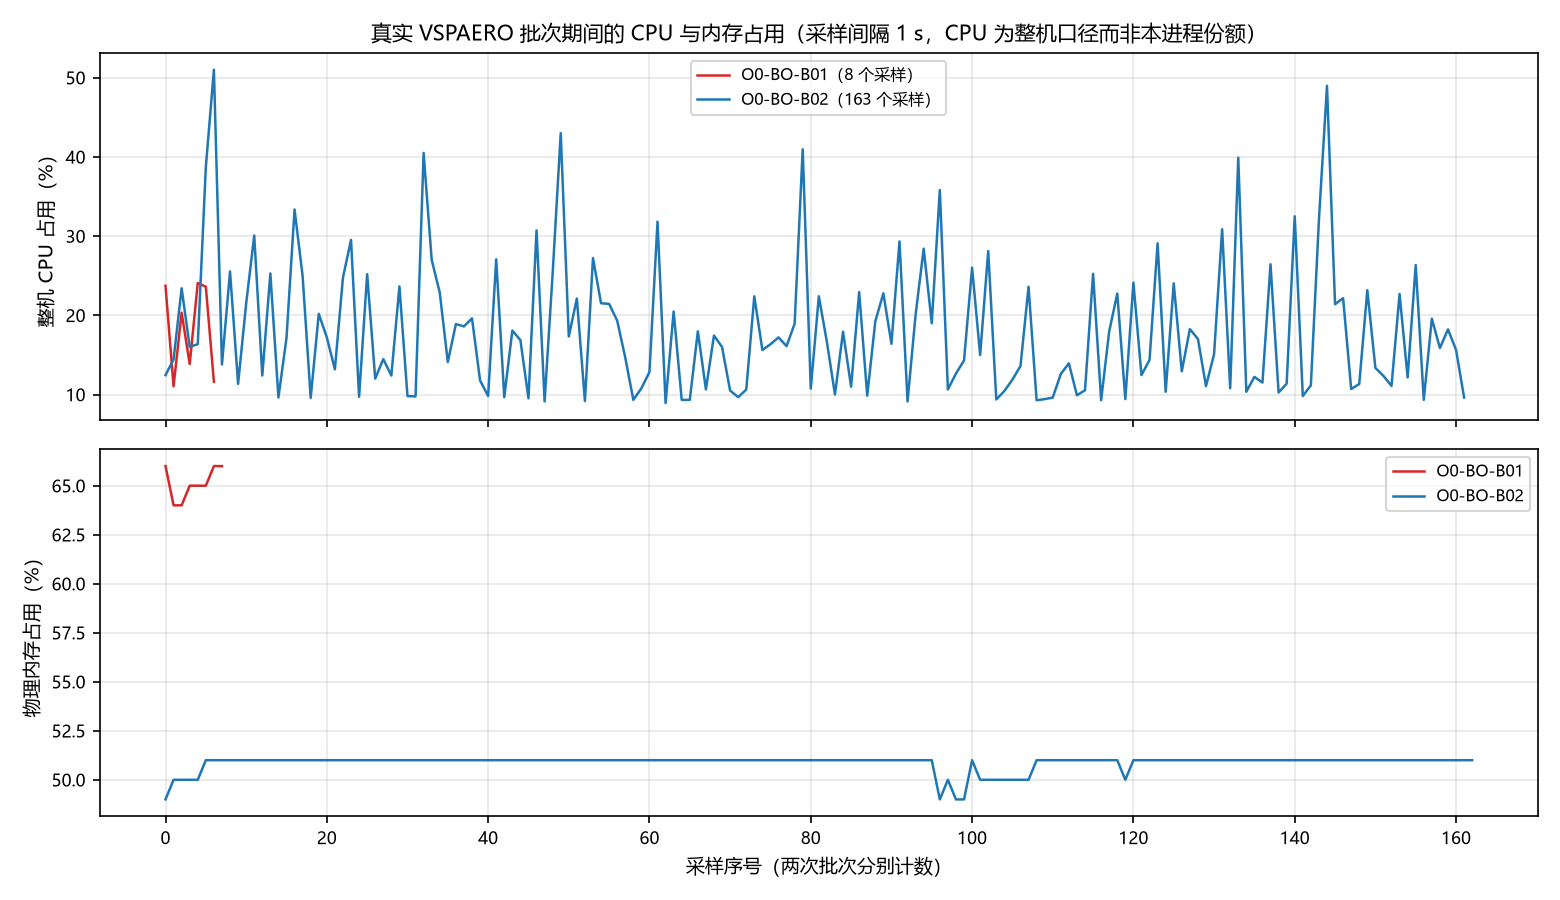 真实 VSPAERO 批次期间的 CPU 与内存占用（采样间隔 1 s，CPU 为整机口径而非本进程份额）
整机 CPU 占用（%）
50
40
30
20
10
O0-BO-B01（8 个采样）
O0-BO-B02（163 个采样）
物理内存占用（%）
65.0
62.5
60.0
57.5
55.0
52.5
50.0
O0-BO-B01
O0-BO-B02
0 20 40 60 80 100 120 140 160
采样序号（两次批次分别计数）